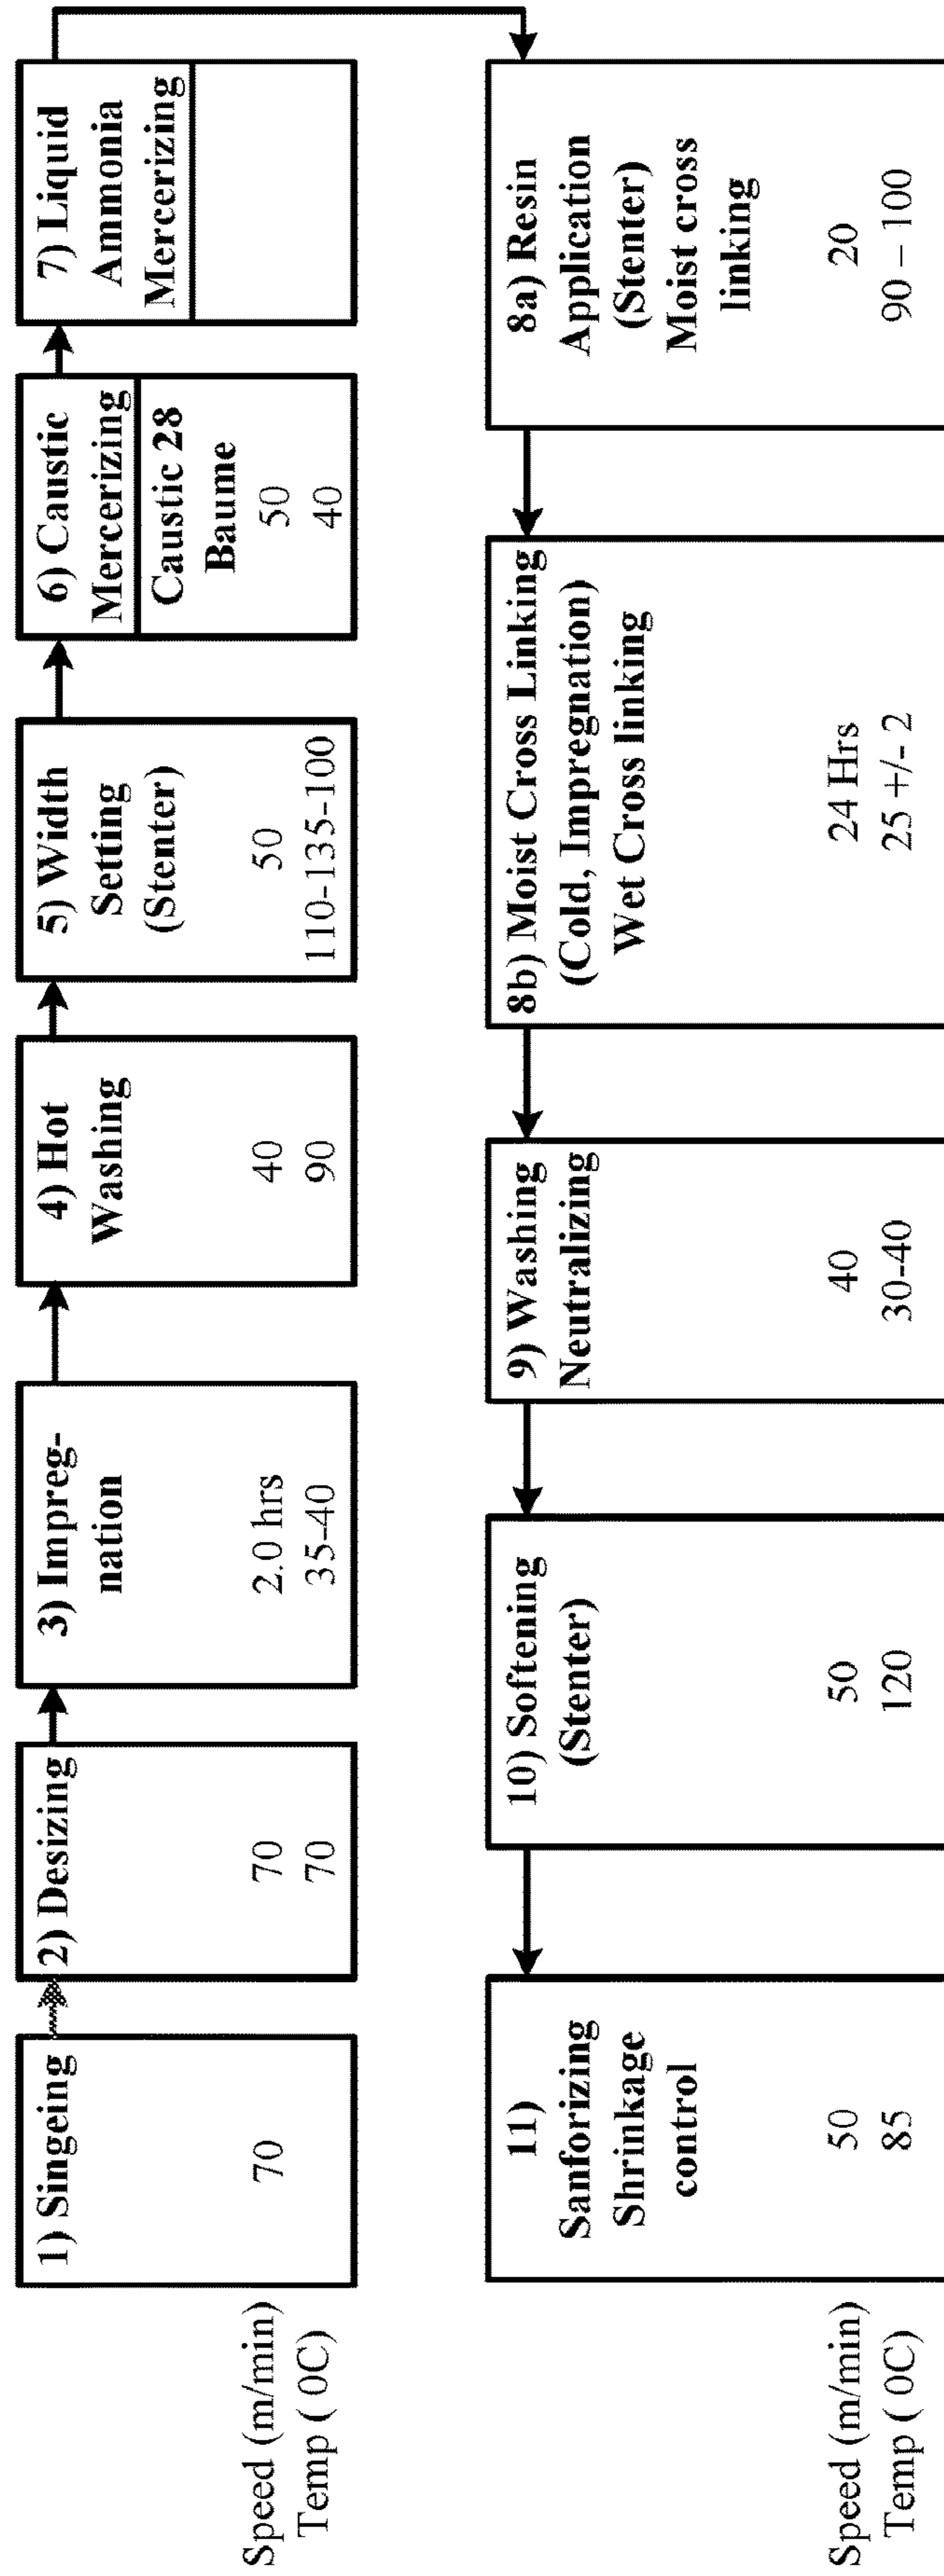 1) Singeing
70
2) Desizing
70
70
3) Impreg-
nation
2.0 hrs
35-40
4) Hot
Washing
40
90
5) Width
Setting
(Stenter)
50
110-135-100
6) Caustic
Mercerizing
Caustic 28
Baume
50
40
7) Liquid
Ammonia
Mercerizing
Speed (m/min)
Temp ( 0C)
8a) Resin
Application
(Stenter)
Moist cross
linking
20
90 – 100
8b) Moist Cross Linking
(Cold, Impregnation)
Wet Cross linking
24 Hrs
25 +/- 2
9) Washing
Neutralizing
40
30-40
10) Softening
(Stenter)
50
120
11)
Sanforizing
Shrinkage
control
50
85
Speed (m/min)
Temp ( 0C)